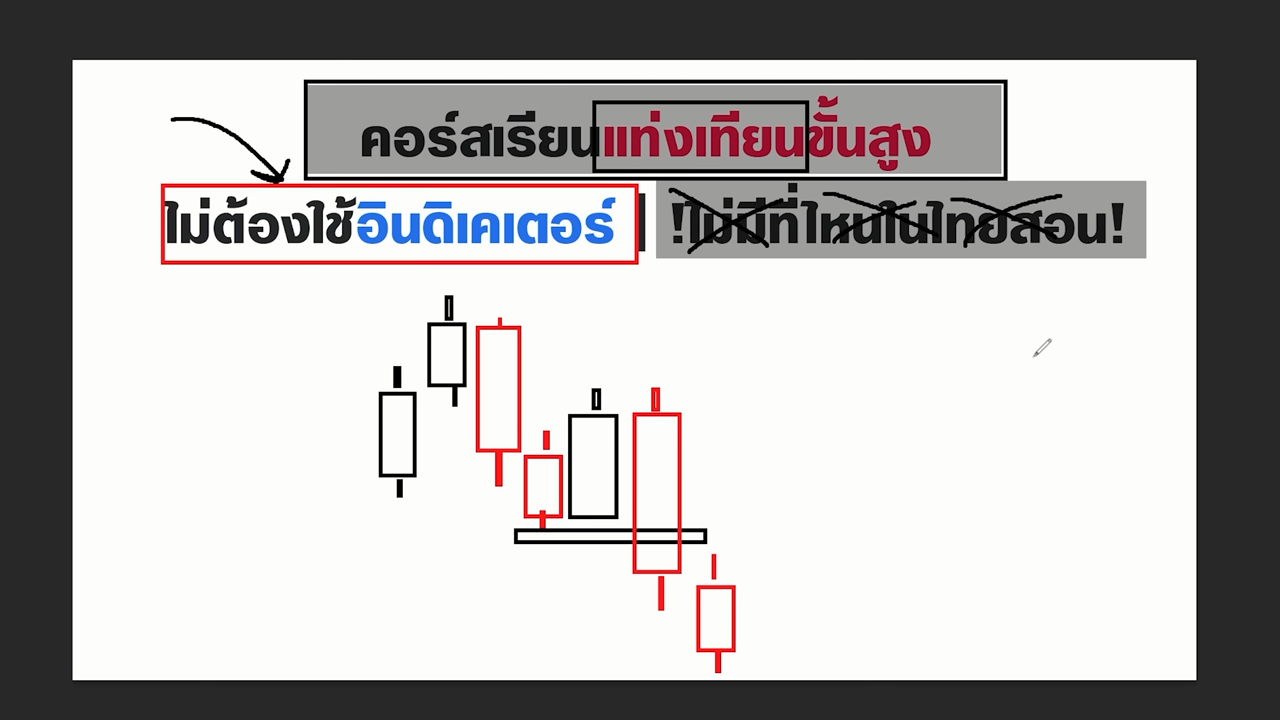 คอร์สเรียนแท่งเทียนขั้นสูง
ไม่ต้องใช้อินดิเคเตอร์ | !ไม่มีที่ไหนในไทยสอน!